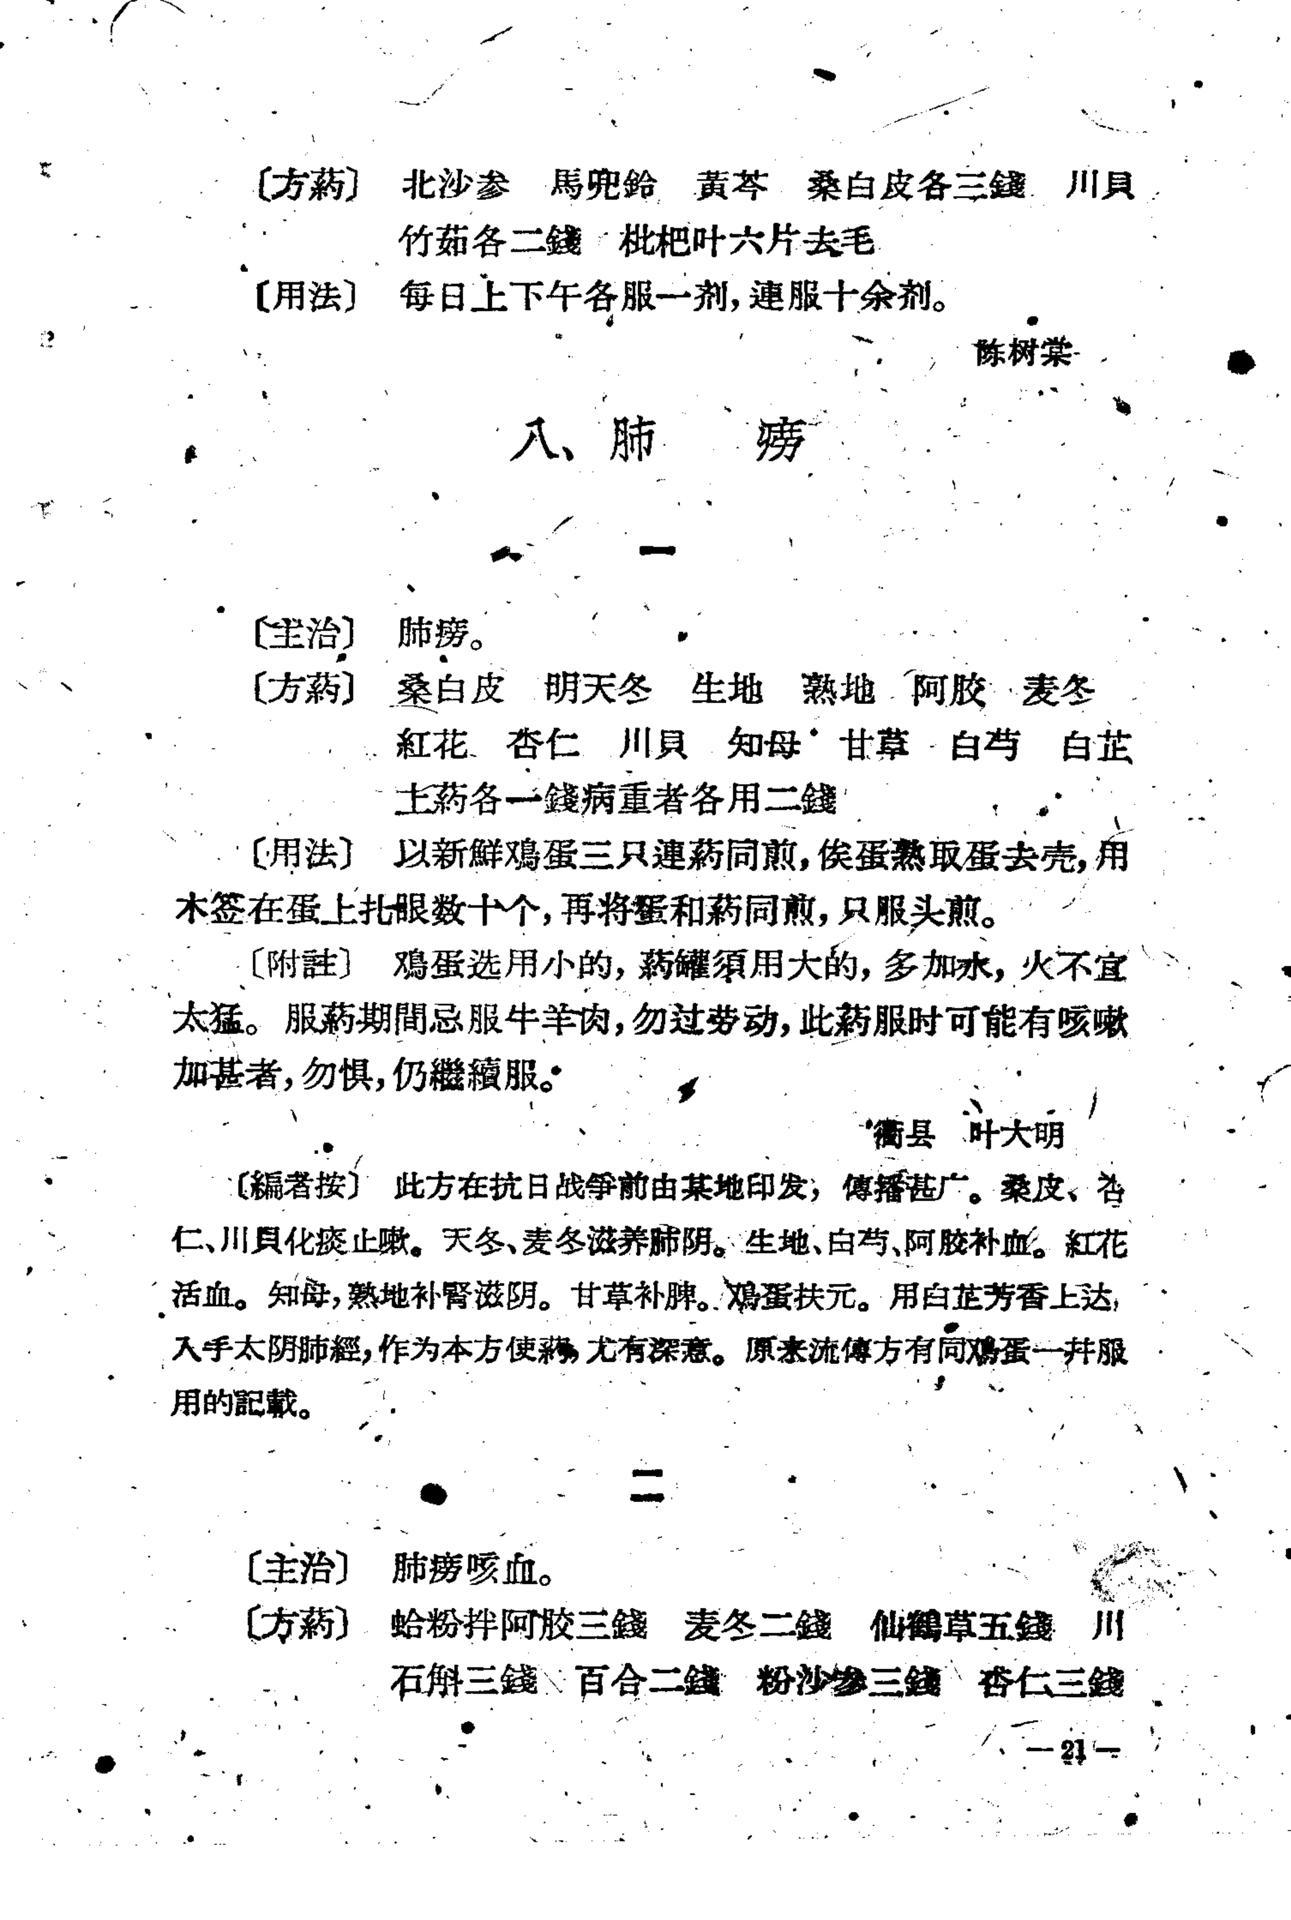 〔方葯〕 北沙参 馬兜鈴 黃芩 桑白皮各三錢 川貝
竹茹各二錢 枇杷叶六片去毛
〔用法〕 每日上下午各服一剂，連服十余剂。
陈树棠
八、肺 痨
一
〔主治〕 肺痨。
〔方葯〕 桑白皮 明天冬 生地 熟地 阿胶 麦冬
紅花 杏仁 川貝 知母 甘草 白芍 白芷
上葯各一錢病重者各用二錢
〔用法〕 以新鮮鸡蛋三只連葯同煎，俟蛋熟取蛋去壳，用
木签在蛋上扎眼数十个，再将蛋和葯同煎，只服头煎。
〔附註〕 鸡蛋选用小的，葯罐須用大的，多加水，火不宜
太猛。服葯期間忌服牛羊肉，勿过劳动，此葯服时可能有咳嗽
加甚者，勿惧，仍繼續服。
衢县 叶大明
〔編者按〕 此方在抗日战爭前由某地印发，傳播甚广。桑皮、杏
仁、川貝化痰止嗽。天冬、麦冬滋养肺阴。生地、白芍、阿胶补血。紅花
活血。知母，熟地补腎滋阴。甘草补脾。鸡蛋扶元。用白芷芳香上达，
入手太阴肺經，作为本方使葯，尤有深意。原来流傳方有同鸡蛋一幷服
用的記載。
二
〔主治〕 肺痨咳血。
〔方葯〕 蛤粉拌阿胶三錢 麦冬二錢 仙鶴草五錢 川
石斛三錢 百合二錢 粉沙参三錢 杏仁三錢
—21—